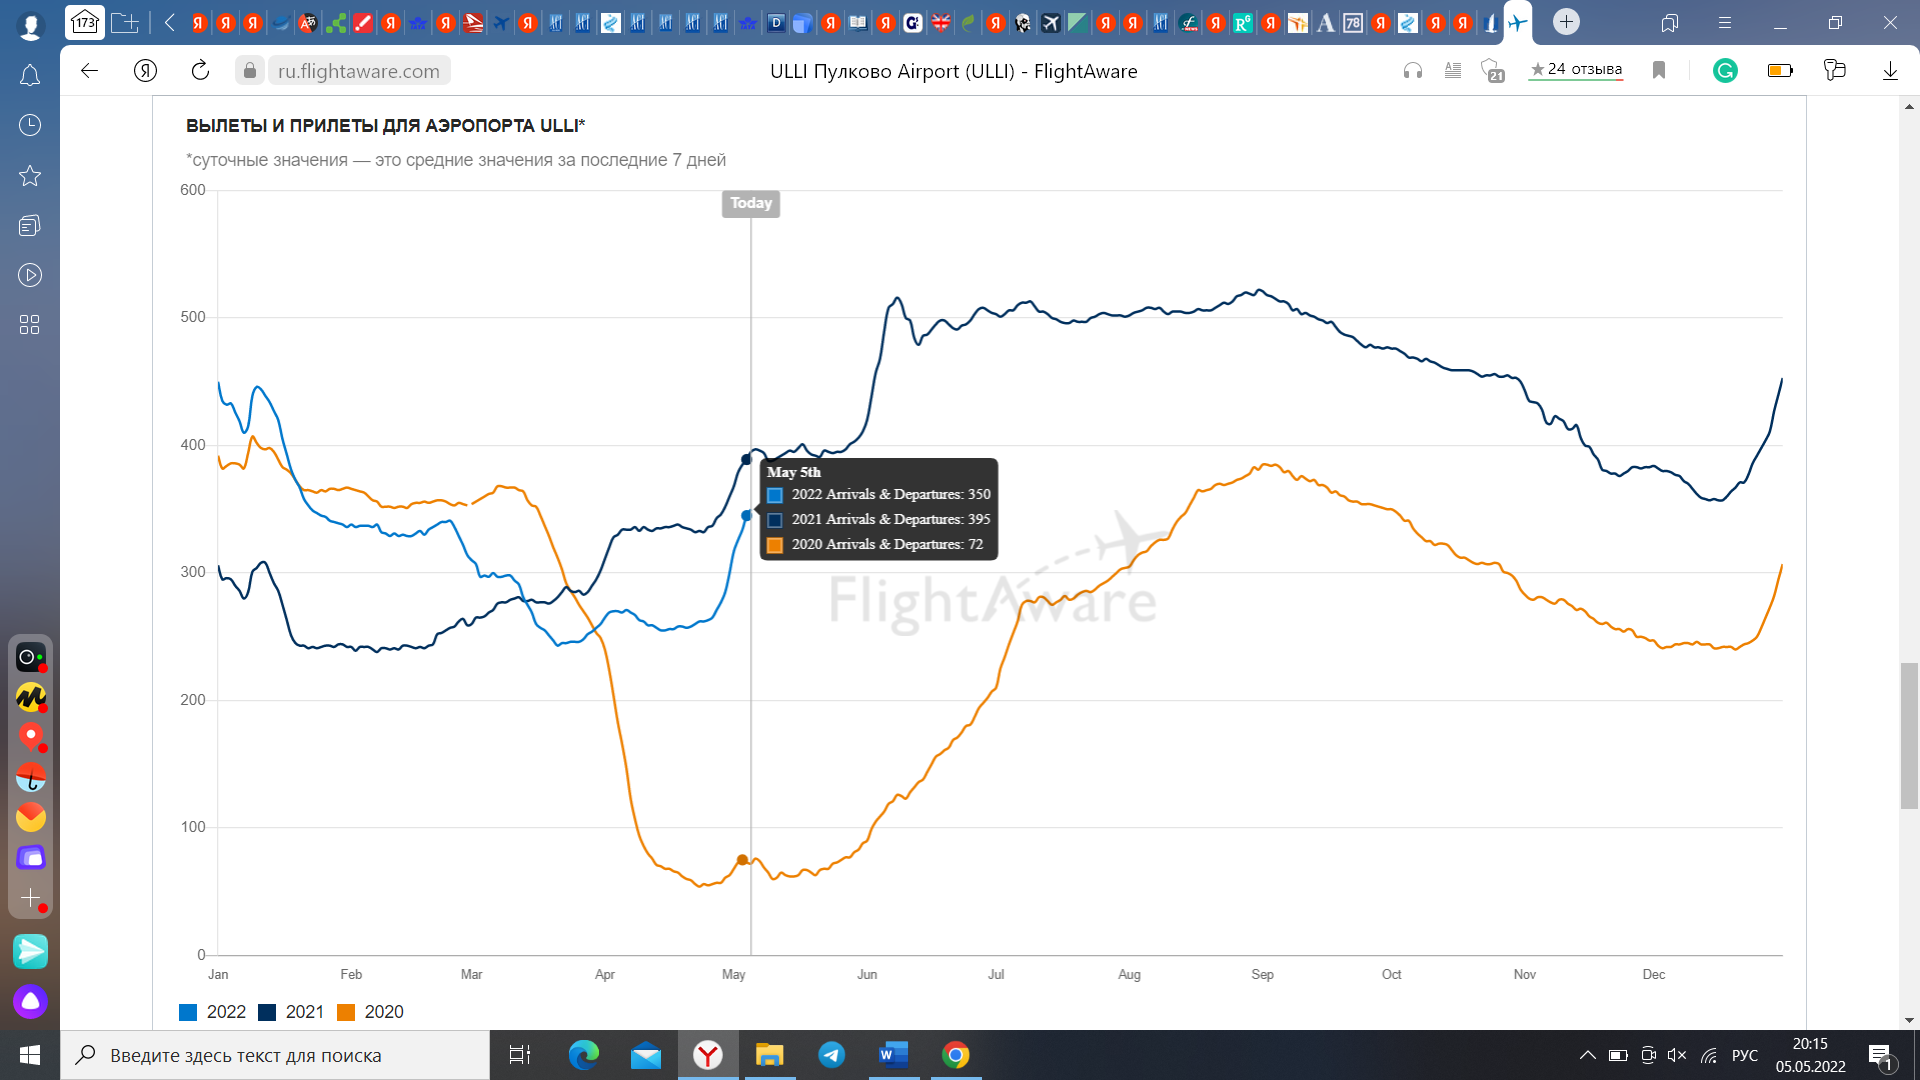 173
ru.flightaware.com
ULLI Пулково Airport (ULLI) - FlightAware
21
★24 отзыва
ВЫЛЕТЫ И ПРИЛЕТЫ ДЛЯ АЭРОПОРТА ULLI*
*суточные значения — это средние значения за последние 7 дней
600
Today
500
400
May 5th
2022 Arrivals & Departures: 350
2021 Arrivals & Departures: 395
2020 Arrivals & Departures: 72
300
FlightAware
200
100
0
Jan Feb Mar Apr May Jun Jul Aug Sep Oct Nov Dec
2022 2021 2020
Введите здесь текст для поиска
РУС
20:15
05.05.2022
1